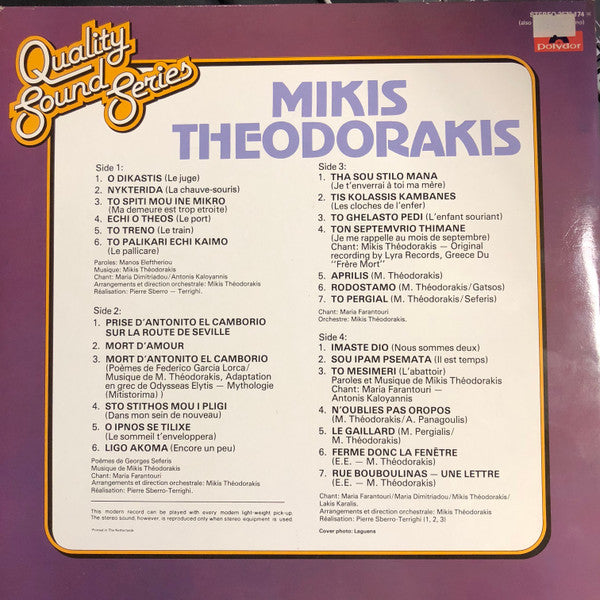 Quality
Sound
Series
STEREO
(also
Polydor
MIKIS
THEODORAKIS
Side 1:
1. O DIKASTIS (Le juge)
2. NYKTERIDA (La chauve-souris)
3. TO SPITI MOU INE MIKRO
(Ma demeure est trop etroite)
4. ECHI O THEOS (Le port)
5. TO TRENO (Le train)
6. TO PALIKARI ECHI KAIMO
(Le pallicare)
Paroles: Manos Eleftheriou
Musique: Mikis Théodorakis
Chant: Maria Dimitriadou/Antonis Kaloyannis
Arrangements et direction orchestrale: Mikis Théodorakis
Réalisation: Pierre Sberro — Terrighi.
Side 2:
1. PRISE D'ANTONITO EL CAMBORIO
SUR LA ROUTE DE SEVILLE
2. MORT D'AMOUR
3. MORT D'ANTONITO EL CAMBORIO
(Poèmes de Federico Garcia Lorca/
Musique de M. Théodorakis, Adaptation
en grec de Odysseas Elytis — Mythologie
(Mitistorima) )
4. STO STITHOS MOU I PLIGI
(Dans mon sein de nouveau)
5. O IPNOS SE TILIXE
(Le sommeil t'enveloppera)
6. LIGO AKOMA (Encore un peu)
Poèmes de Georges Seferis
Musique de Mikis Théodorakis
Chant: Maria Farantouri
Arrangements et direction orchestrale: Mikis Théodorakis
Réalisation: Pierre Sberro-Terrighi.
This modern record can be played with every modern light-weight pick-up.
The stereo sound, however, is reproduced only when stereo equipment is used.
Printed in The Netherlands
Side 3:
1. THA SOU STILO MANA
(Je t'enverrai à toi ma mére)
2. TIS KOLASSIS KAMBANES
(Les cloches de l'enfer)
3. TO GHELASTO PEDI (L'enfant souriant)
4. TON SEPTEMVRIO THIMANE
(Je me rappelle au mois de septembre)
Chant: Mikis Théodorakis — Original
recording by Lyra Records, Greece Du
"Frère Mort"
5. APRILIS (M. Théodorakis)
6. RODOSTAMO (M. Théodorakis/Gatsos)
7. TO PERGIAL (M. Théodorakis/Seferis)
Chant: Maria Farantouri
Orchestre: Mikis Théodorakis.
Side 4:
1. IMASTE DIO (Nous sommes deux)
2. SOU IPAM PSEMATA (Il est temps)
3. TO MESIMERI (L'abattoir)
Paroles et Musique de Mikis Théodorakis
Chant: Maria Farantouri —
Antonis Kaloyannis
4. N'OUBLIES PAS OROPOS
(M. Théodorakis/A. Panagoulis)
5. LE GAILLARD (M. Pergialis/
M. Théodorakis)
6. FERME DONC LA FENÊTRE
(E.E. — M. Théodorakis)
7. RUE BOUBOULINAS — UNE LETTRE
(E.E. — M. Théodorakis)
Chant: Maria Farantouri/Maria Dimitriadou/Mikis Théodorakis/
Lakis Karalis.
Arrangements et direction orchestrale: Mikis Théodorakis
Réalisation: Pierre Sberro-Terrighi (1, 2, 3)
Cover photo: Laguens